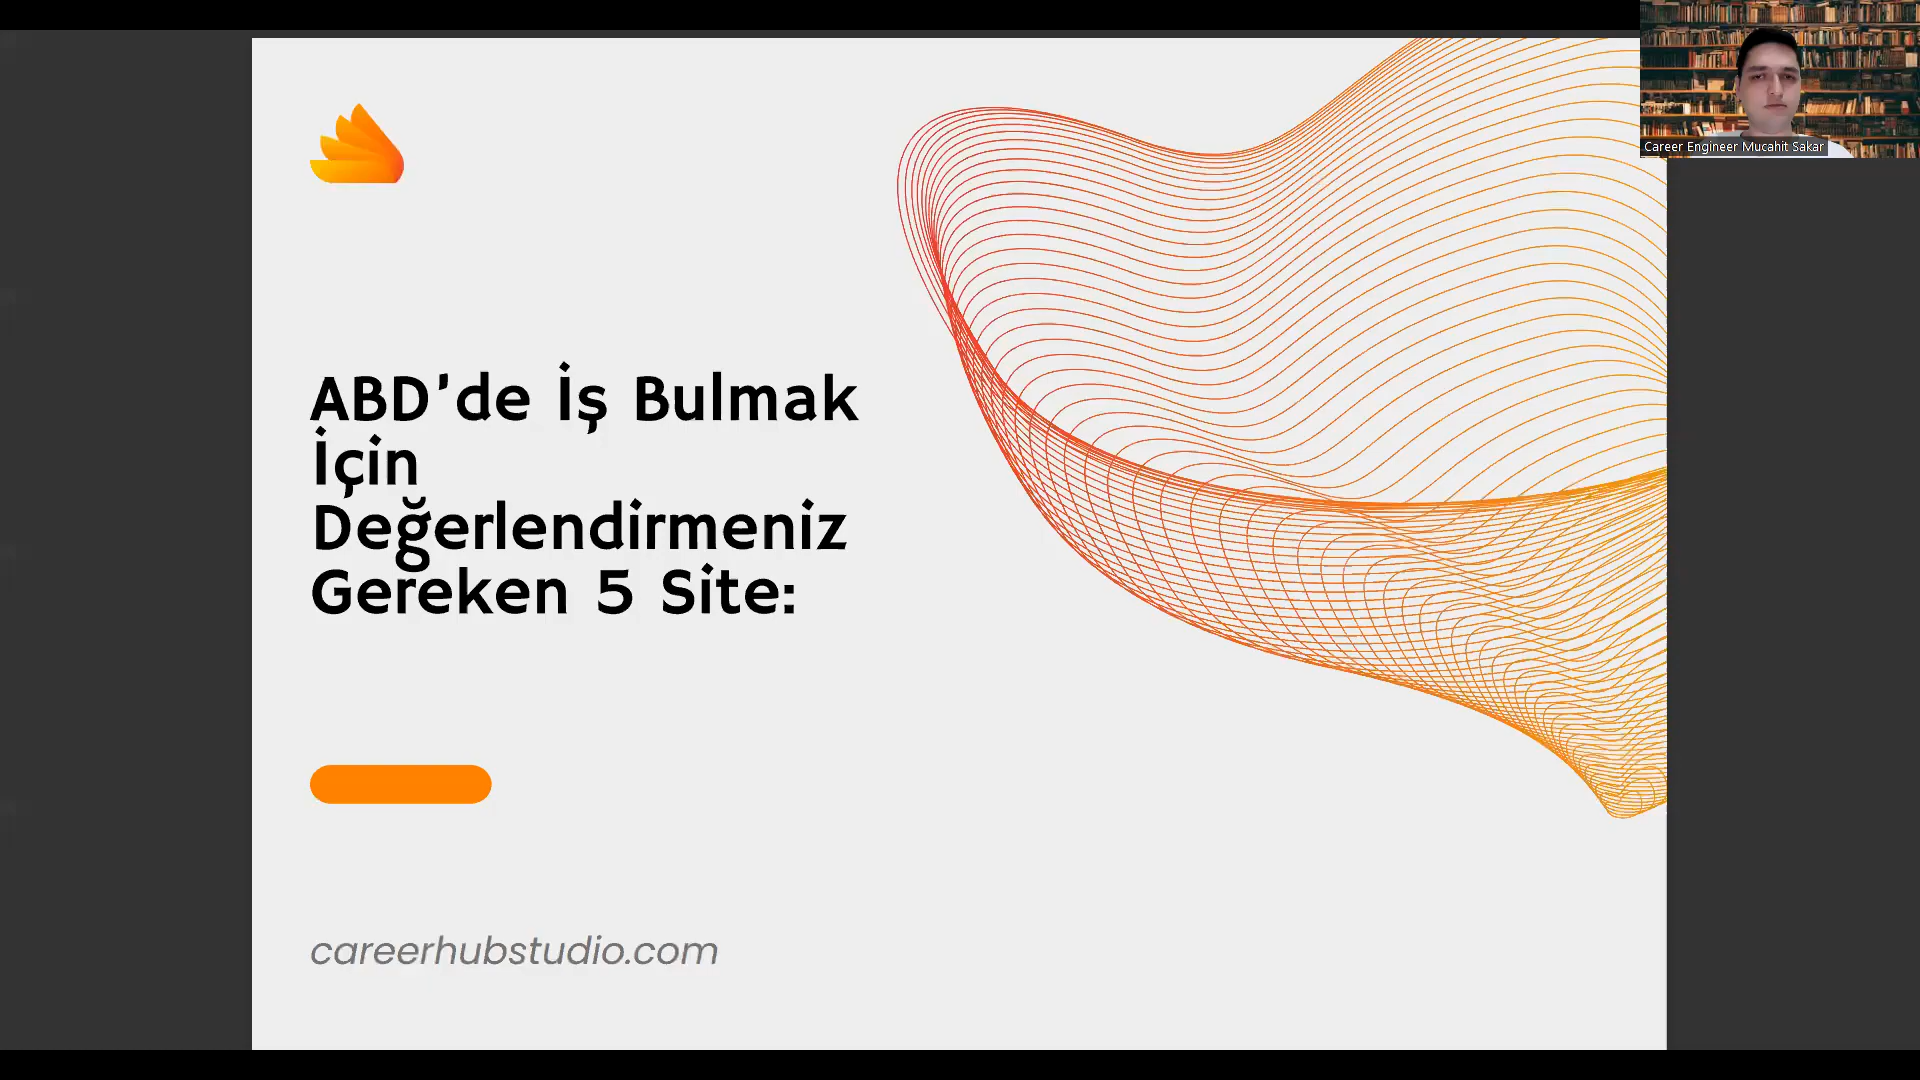 Career Engineer Mucahit Sakar
ABD'de İş Bulmak
İçin
Değerlendirmeniz
Gereken 5 Site:
careerhubstudio.com